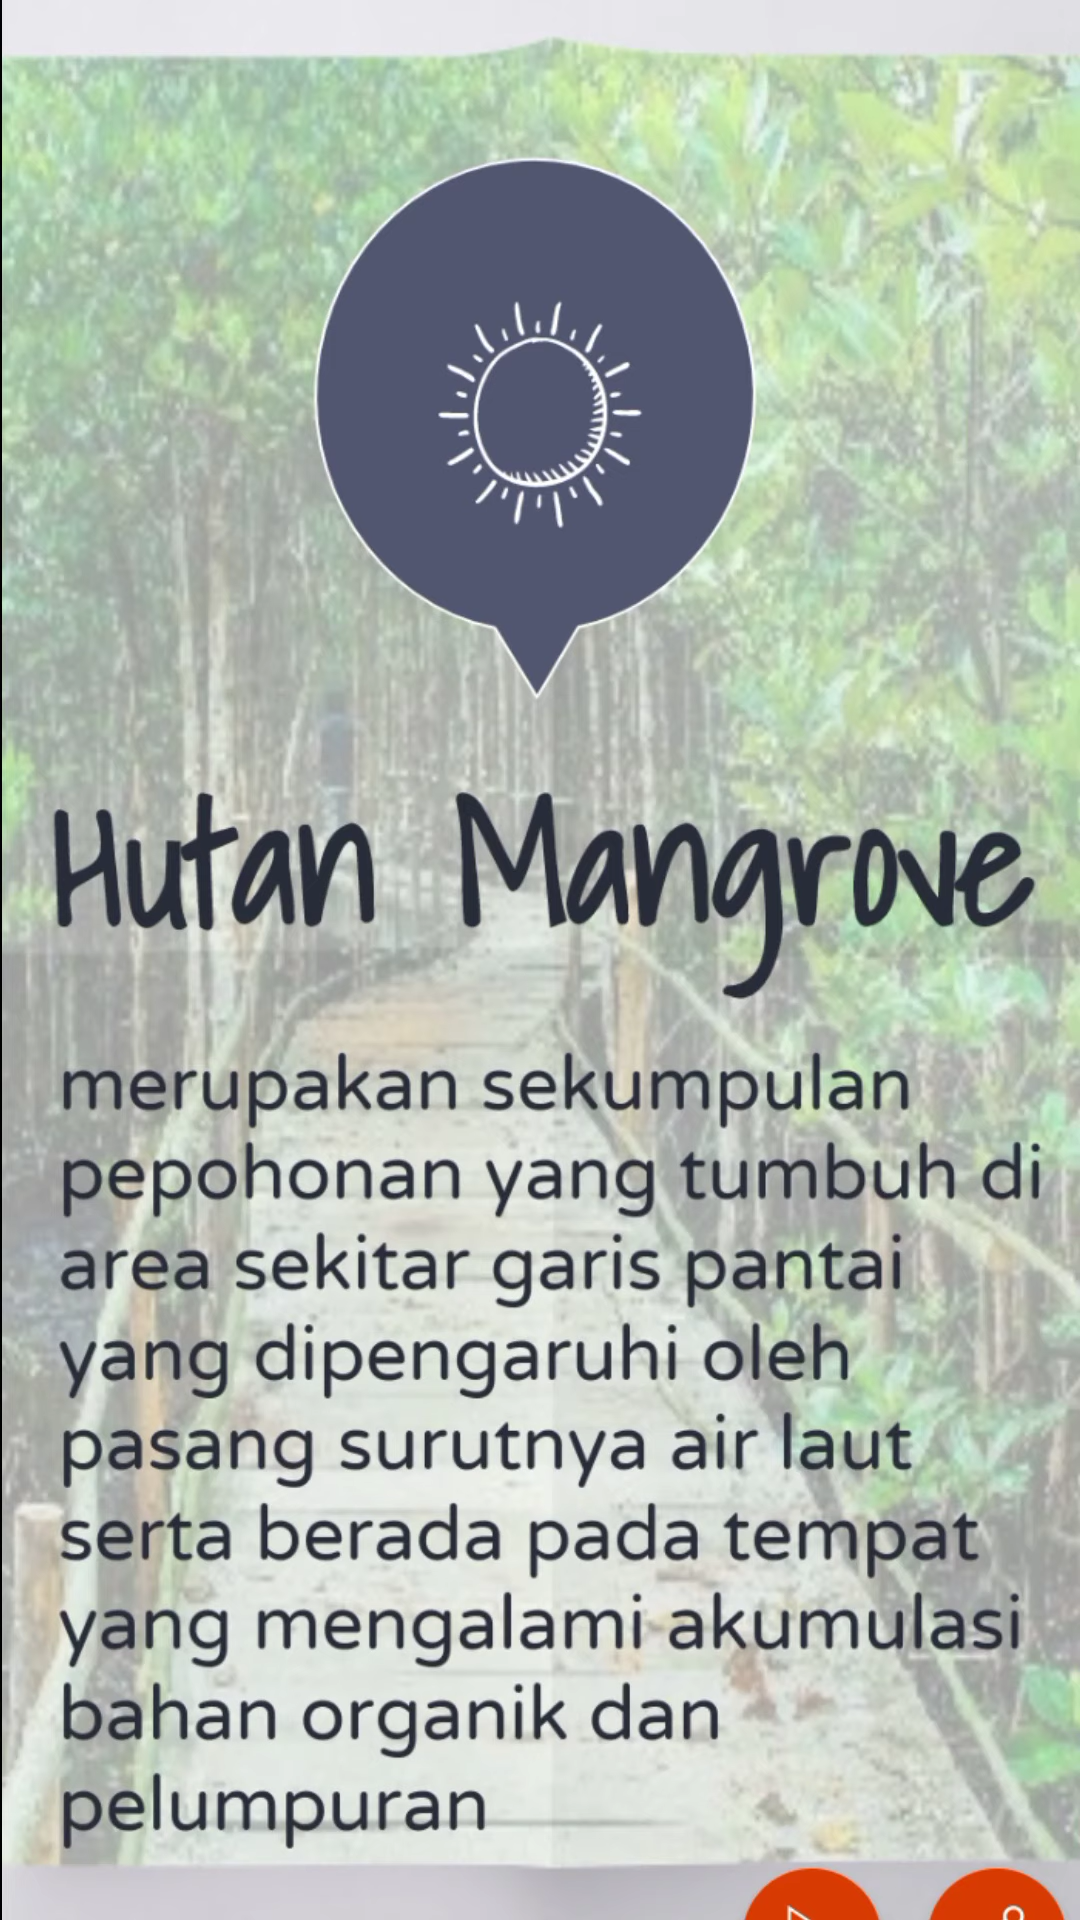 Hutan Mangrove
merupakan sekumpulan
pepohonan yang tumbuh di
area sekitar garis pantai
yang dipengaruhi oleh
pasang surutnya air laut
serta berada pada tempat
yang mengalami akumulasi
bahan organik dan
pelumpuran